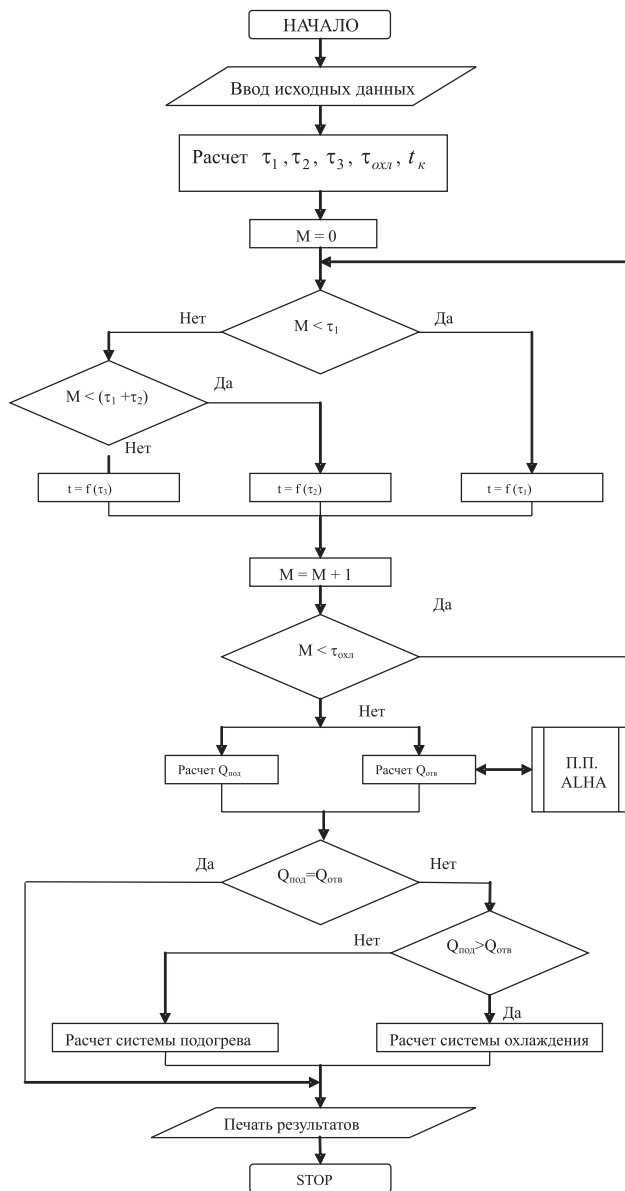 НАЧАЛО
Ввод исходных данных
Расчет τ₁, τ₂, τ₃, τохл, tк
M = 0
M < τ₁
Нет
Да
M < (τ₁ +τ₂)
Да
Нет
t = f (τ₃)
t = f (τ₂)
t = f (τ₁)
M = M + 1
Да
M < τохл
Нет
Расчет Qпод
Расчет Qотв
П.П.
ALHA
Qпод=Qотв
Да
Нет
Qпод>Qотв
Нет
Да
Расчет системы подогрева
Расчет системы охлаждения
Печать результатов
STOP